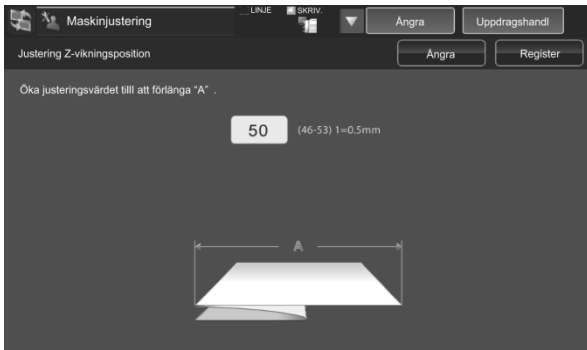 Maskinjustering
LINJE
SKRIV.
Ångra
Uppdragshandl
Justering Z-vikningsposition
Ångra
Register
Öka justeringsvärdet tilll att förlänga “A” .
50 (46-53) 1=0.5mm
A